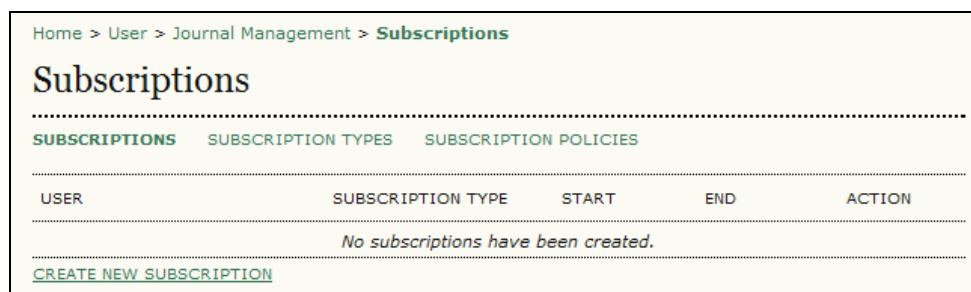 Home > User > Journal Management > Subscriptions
Subscriptions
SUBSCRIPTIONS SUBSCRIPTION TYPES SUBSCRIPTION POLICIES
USER SUBSCRIPTION TYPE START END ACTION
No subscriptions have been created.
CREATE NEW SUBSCRIPTION